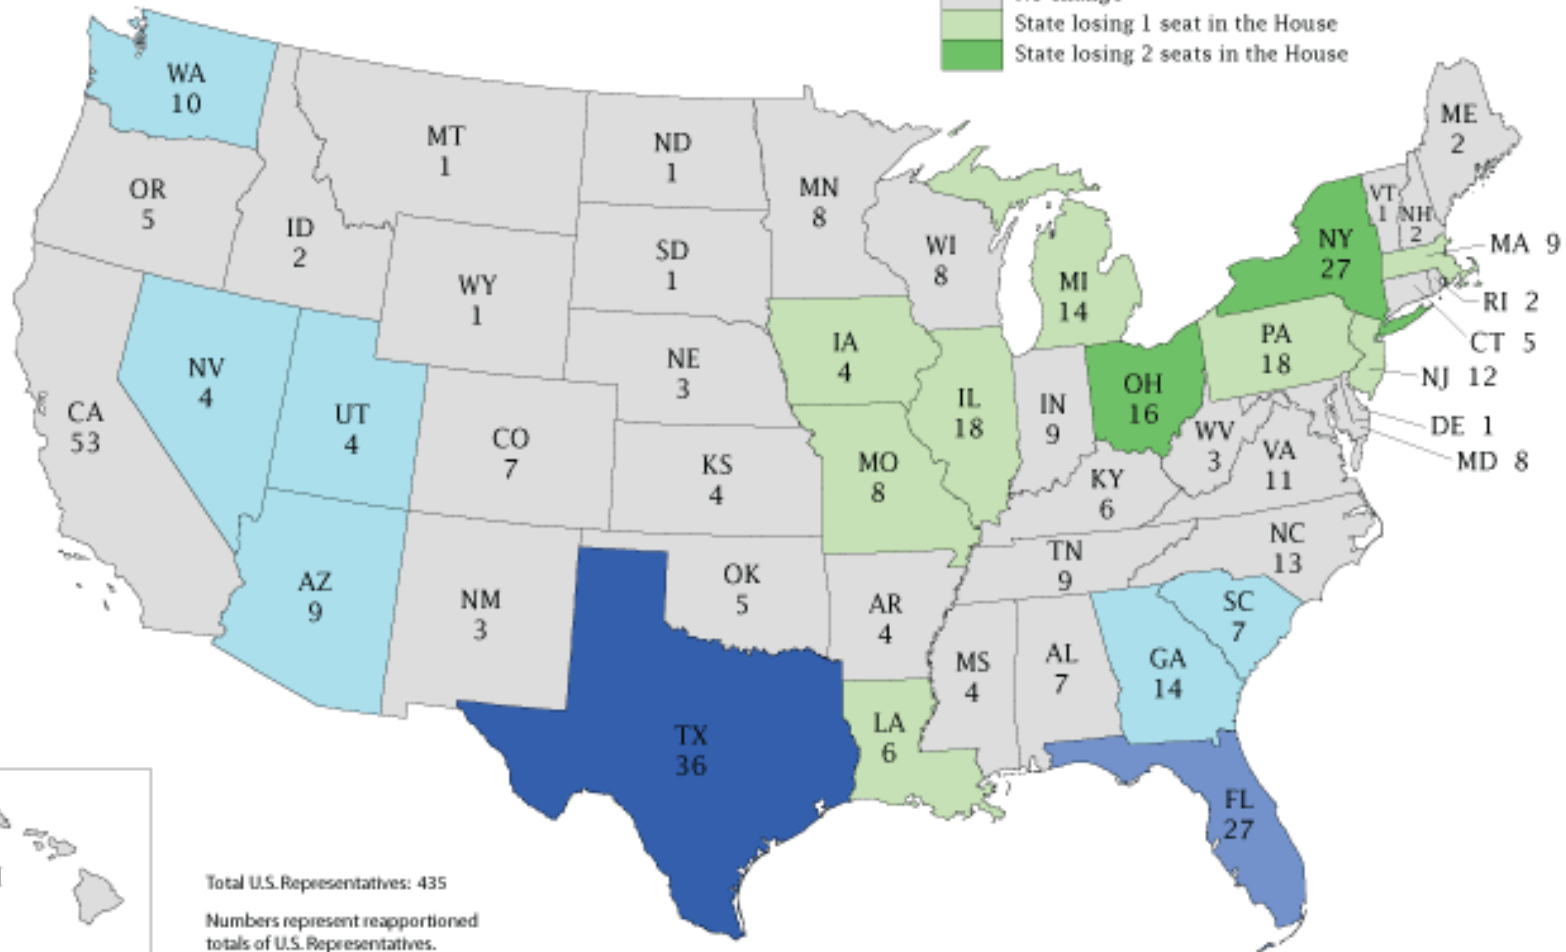 State losing 1 seat in the House
State losing 2 seats in the House
WA
10
OR
5
ID
2
MT
1
ND
1
MN
8
WI
8
MI
14
ME
2
VT
1
NH
2
NY
27
MA 9
RI 2
CT 5
NJ 12
DE 1
MD 8
PA
18
CA
53
NV
4
UT
4
WY
1
SD
1
NE
3
IA
4
IL
18
IN
9
OH
16
WV
3
VA
11
CO
7
KS
4
MO
8
KY
6
NC
13
TN
9
AZ
9
NM
3
OK
5
AR
4
SC
7
GA
14
AL
7
MS
4
LA
6
TX
36
FL
27
Total U.S. Representatives: 435
Numbers represent reapportioned
totals of U.S. Representatives.